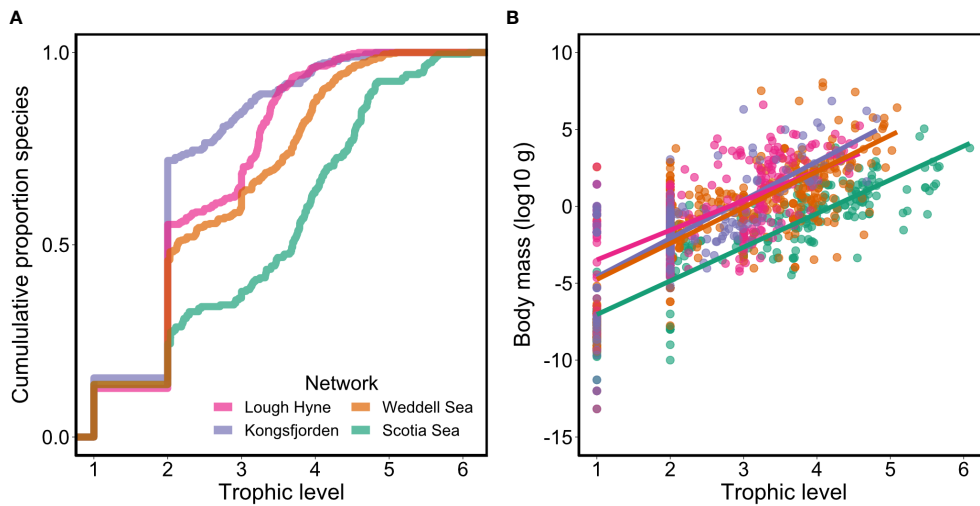 A
Cumululative proportion species
1.0
0.5
0.0
Network
Lough Hyne
Weddell Sea
Kongsfjorden
Scotia Sea
1 2 3 4 5 6
Trophic level
B
Body mass (log10 g)
10
5
0
-5
-10
-15
1 2 3 4 5 6
Trophic level